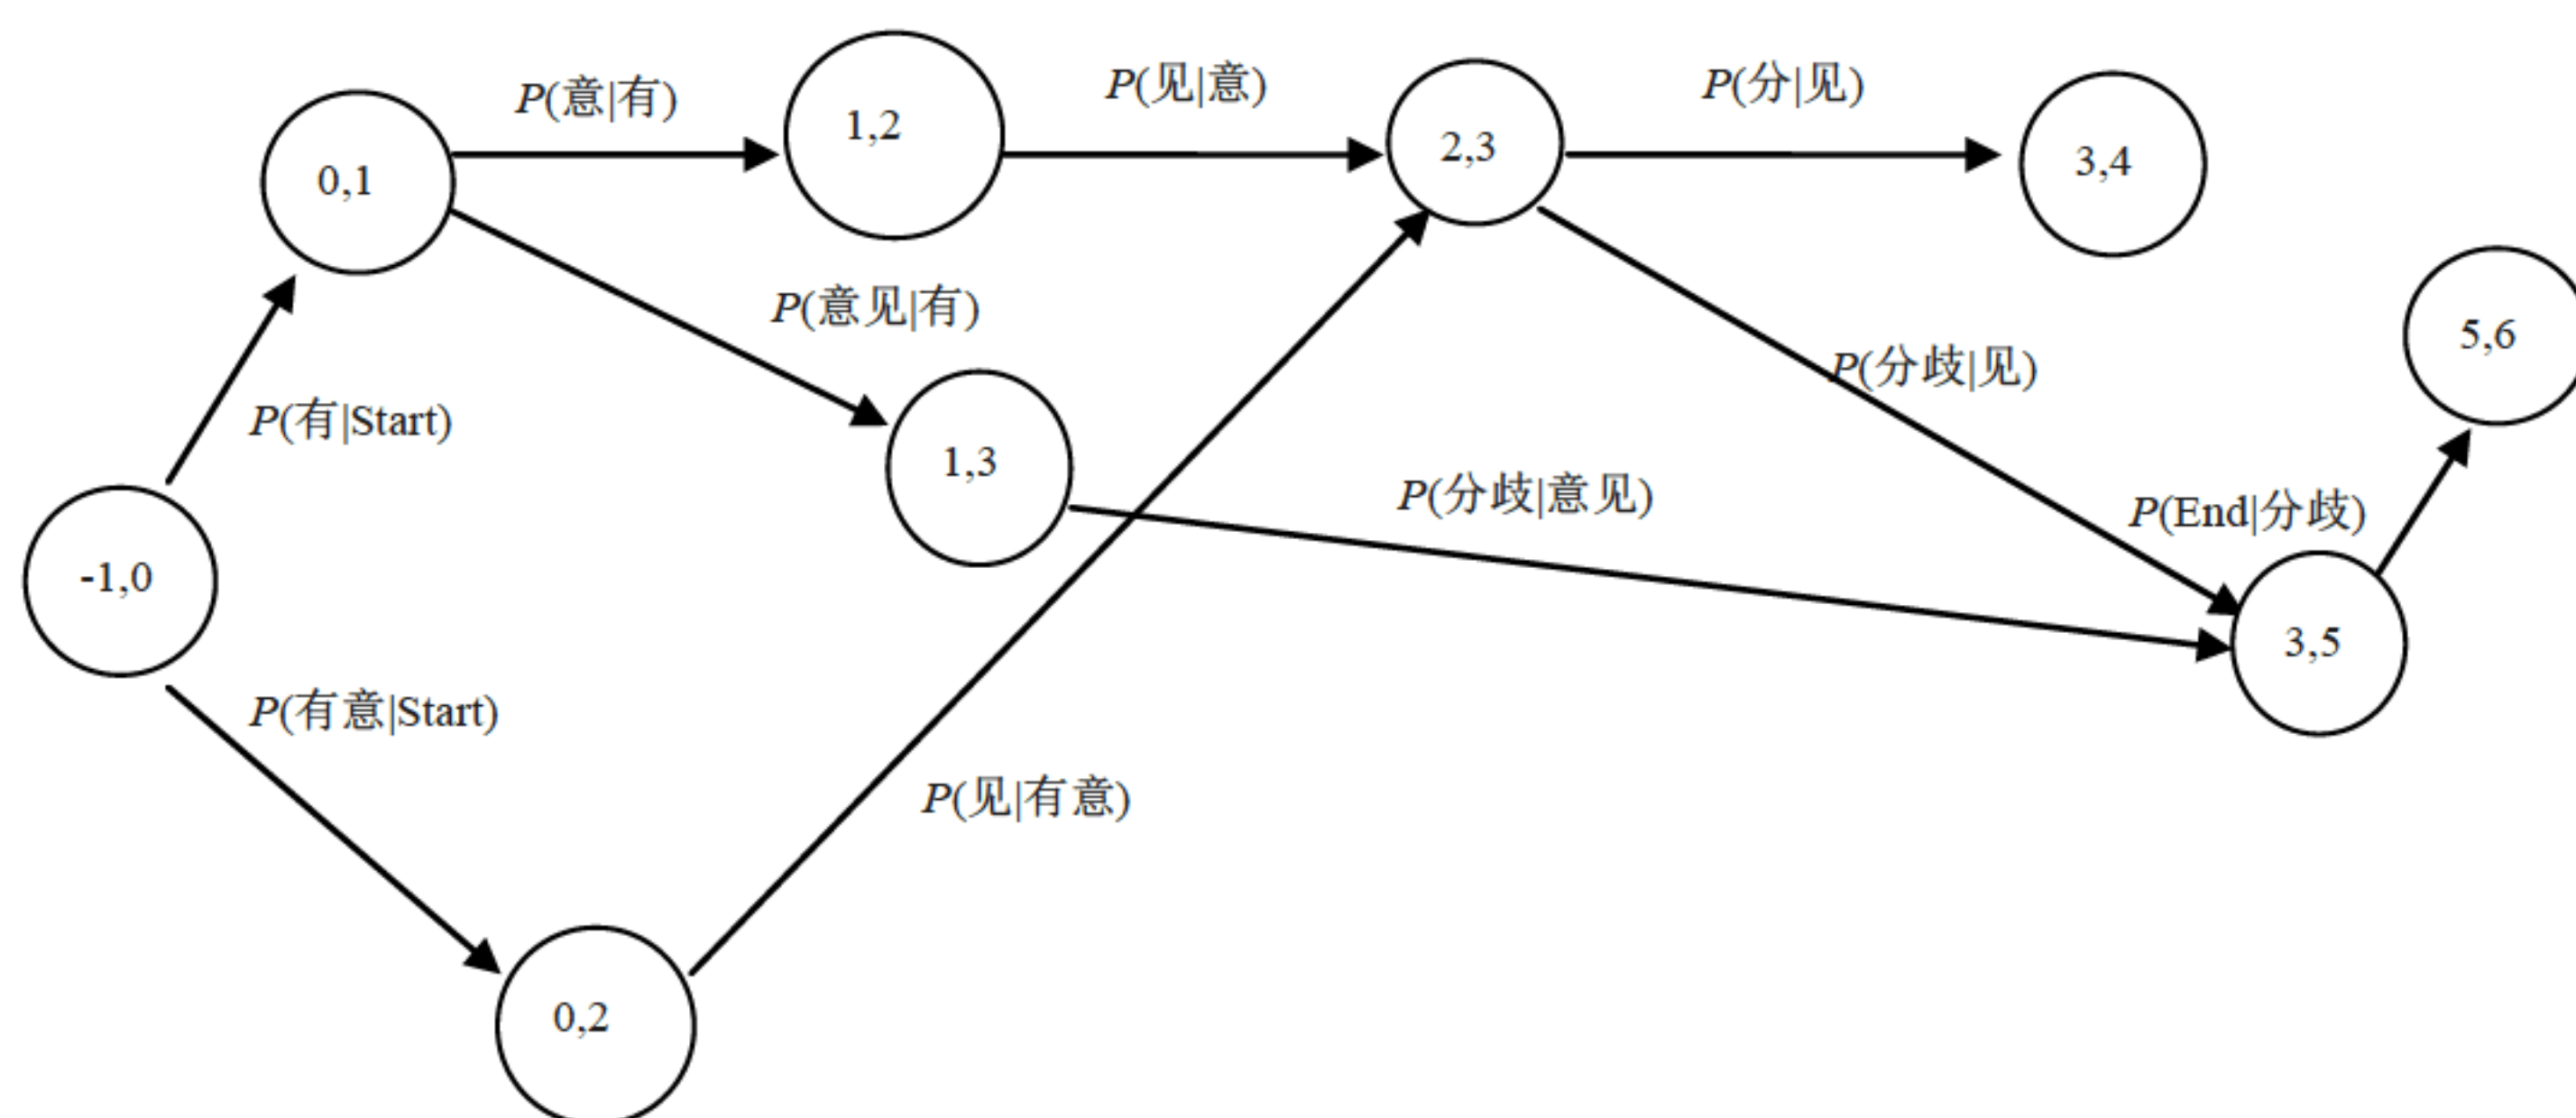 P(意|有)
P(见|意)
P(分|见)
0,1
1,2
2,3
3,4
P(意见|有)
5,6
P(分歧|见)
P(有|Start)
1,3
P(分歧|意见)
P(End|分歧)
-1,0
3,5
P(有意|Start)
P(见|有意)
0,2